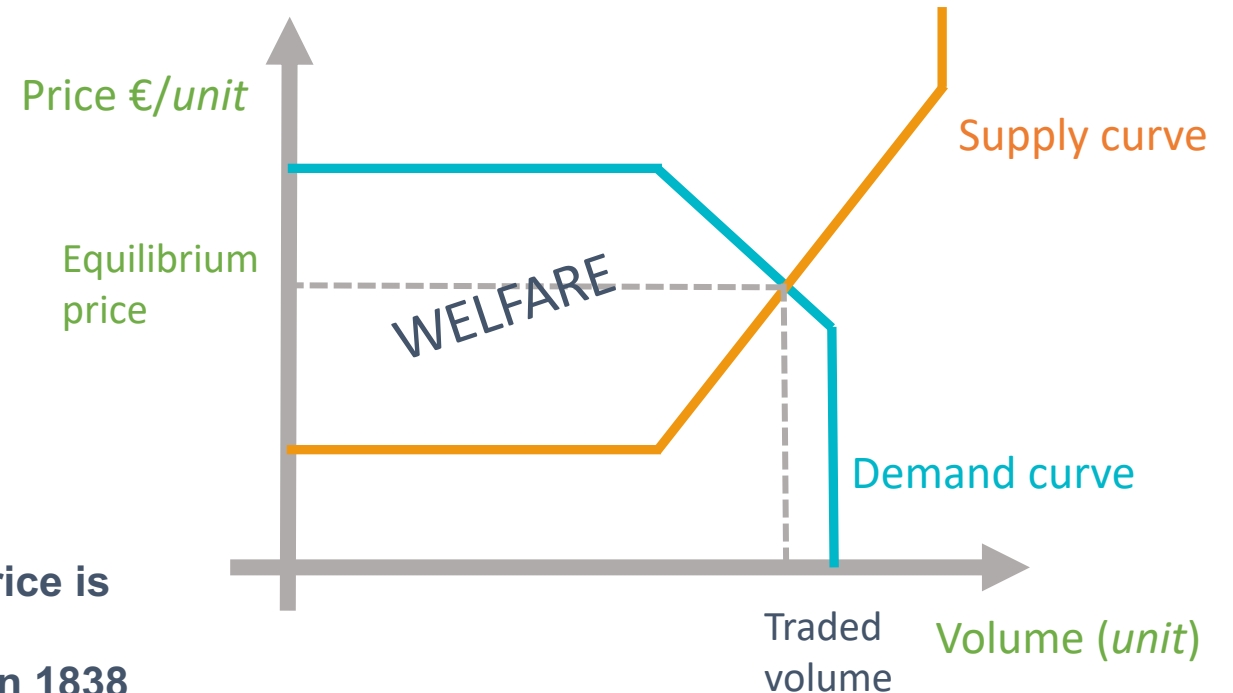 Price €/unit
Supply curve
Equilibrium
price
WELFARE
Demand curve
rice is
Traded
volume
Volume (unit)
n 1838